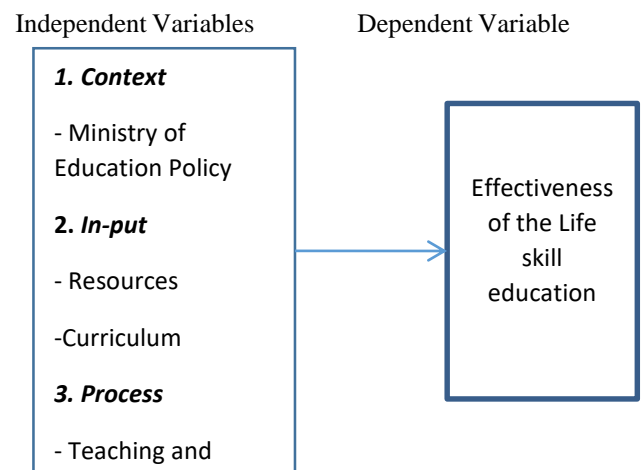 Independent Variables
Dependent Variable
1. Context
- Ministry of
Education Policy
2. In-put
- Resources
-Curriculum
3. Process
- Teaching and
Effectiveness
of the Life
skill
education